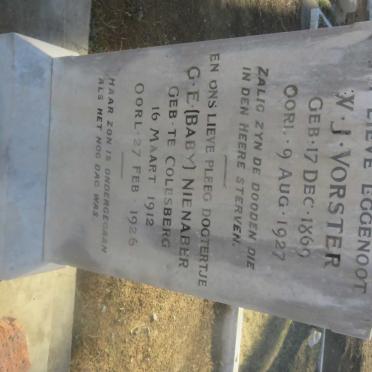 LIEVE EGGENOOT
W. J. VORSTER
GEB. 17 DEC. 1869
OORL. 9 AUG. 1927
ZALIG ZYN DE DOODEN DIE
IN DEN HEERE STERVEN.
EN ONS LIEVE PLEEG DOGTERTJE
G. E. (BABY) NIENABER
GEB. TE COLESBERG
16 MAART 1912
OORL. 27 FEB 1926
HAAR ZON IS ONDERGEGAAN
ALS HET NOG DAG WAS.